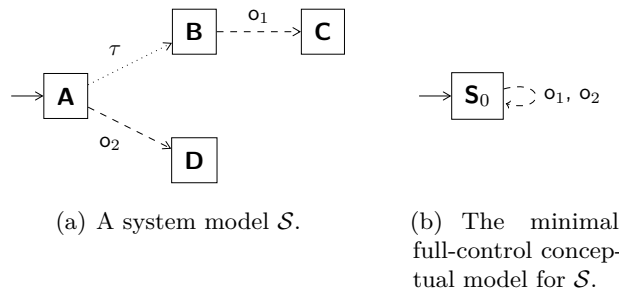 B
o₁
C
τ
A
o₂
D
S₀
o₁, o₂
(a) A system model 𝒮.
(b) The minimal
full-control concep-
tual model for 𝒮.